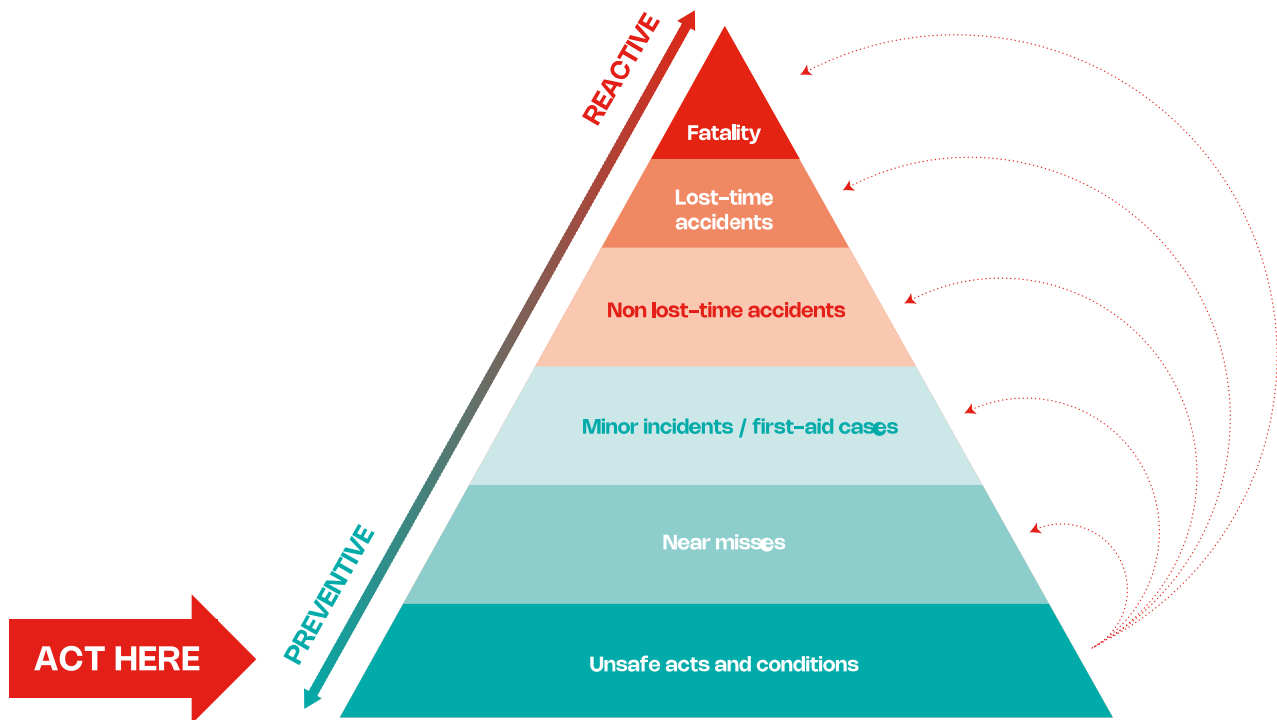 REACTIVE
Fatality
Lost-time
accidents
Non lost-time accidents
Minor incidents / first-aid cases
Near misses
PREVENTIVE
ACT HERE
Unsafe acts and conditions